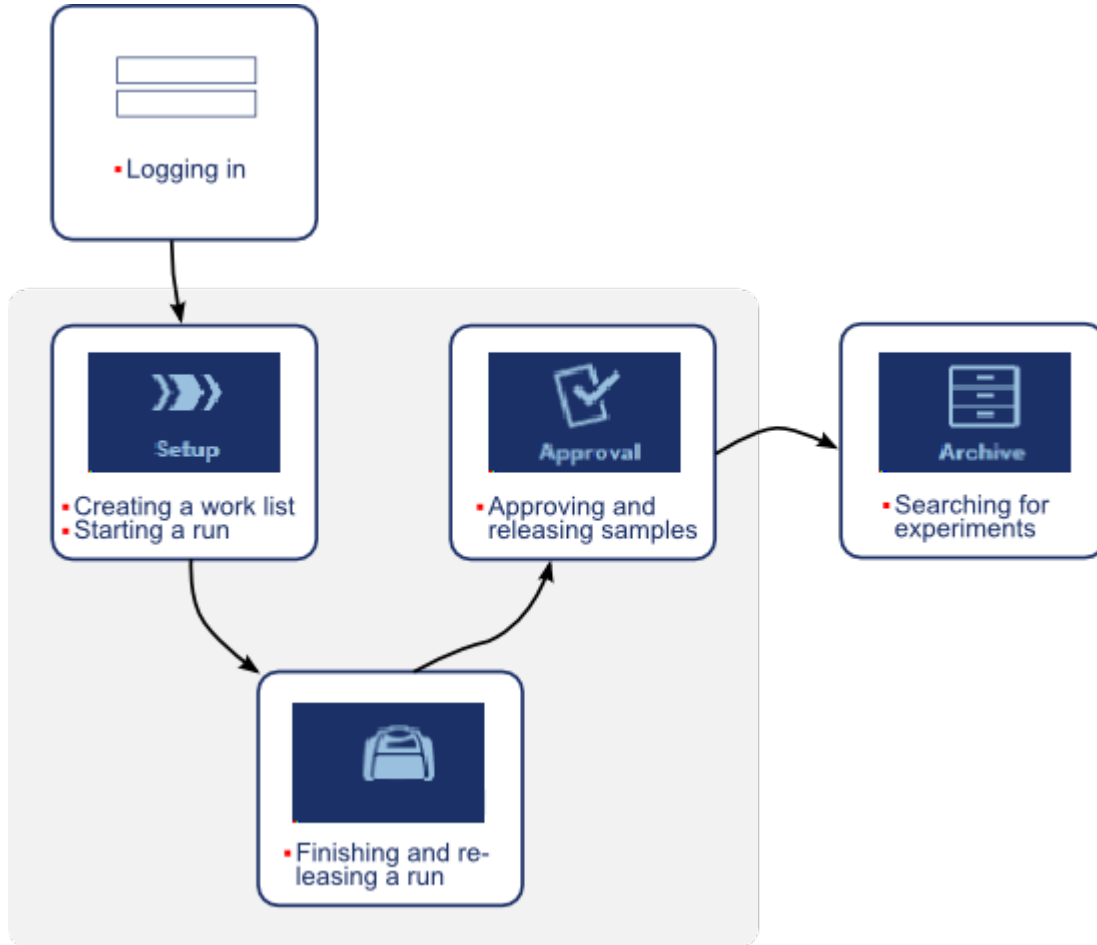 Logging in
Setup
Creating a work list
Starting a run
Approval
Approving and
releasing samples
Archive
Searching for
experiments
Finishing and re-
leasing a run